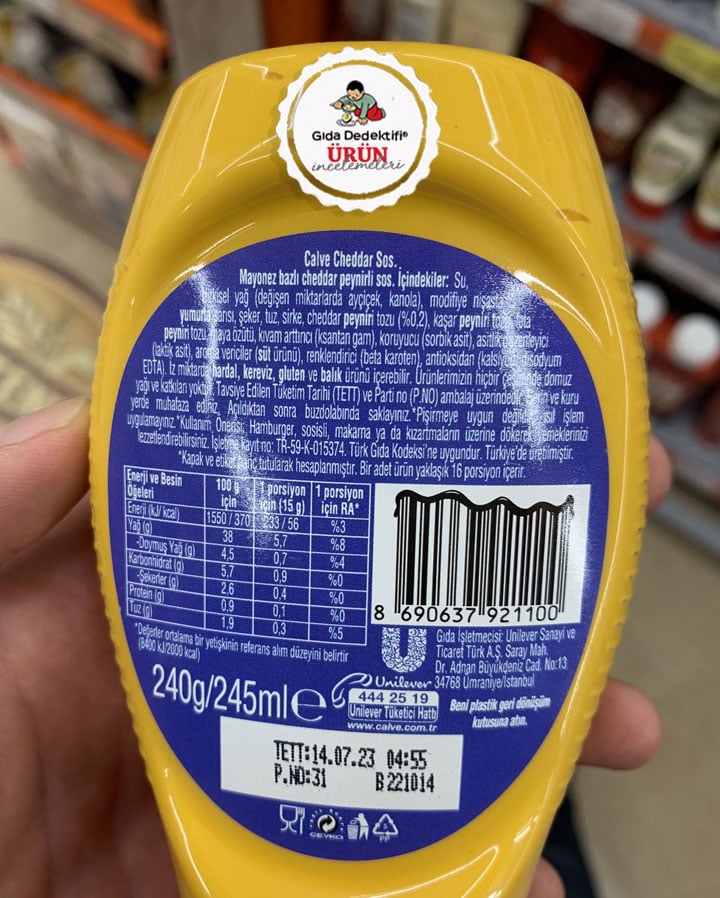 Gıda Dedektifi®
ÜRÜN
incelemeleri
Calve Cheddar Sos.
Mayonez bazlı cheddar peynirli sos. İçindekiler: Su,
yağ (değişen miktarlarda ayçiçek, kanola), modifiye
yumurta sarısı, şeker, tuz, sirke, cheddar peyniri tozu (%0,2), kaşar peyniri
peyniri tozu, maya özütü, kıvam arttırıcı (ksantan gam), koruyucu (sorbik asit), asitlik düzenleyici
(laktik asit), aroma vericiler (süt ürünü), renklendirici (beta karoten), antioksidan (kalsiyum disodyum
EDTA). İz miktarda hardal, kereviz, gluten ve balık ürünü içerebilir. Ürünlerimizin hiçbir çeşidinde domuz
yağı ve katkıları yoktur. Tavsiye Edilen Tüketim Tarihi (TETT) ve Parti no (P.NO) ambalaj üzerindedir. Serin ve kuru
yerde muhafaza ediniz. Açıldıktan sonra buzdolabında saklayınız. *Pişirmeye uygun değildir, ısıl işlem
uygulamayınız. *Kullanım Önerisi: Hamburger, sosisli, makarna ya da kızartmaların üzerine dökerek yemeklerinizi
lezzetlendirebilirsiniz. İşletme kayıt no: TR-59-K-015374. Türk Gıda Kodeksi'ne uygundur. Türkiye'de üretilmiştir.
*Kapak ve etiket hariç tutularak hesaplanmıştır. Bir adet ürün yaklaşık 16 porsiyon içerir.
Enerji ve Besin Öğeleri 100 g için 1 porsiyon için (15 g) 1 porsiyon için RA*
Enerji (kJ/ kcal) 1550 / 370 233 / 56 %3
Yağ (g) 38 5,7 %8
-Doymuş Yağ (g) 4,5 0,7 %4
Karbonhidrat (g) 5,7 0,9 %0
-Şekerler (g) 2,6 0,4 %0
Protein (g) 0,9 0,1 %0
Tuz (g) 1,9 0,3 %5
*Değerler ortalama bir yetişkinin referans alım düzeyini belirtir
(8400 kJ/2000 kcal)
8 690637 921100
Gıda İşletmecisi: Unilever Sanayi ve
Ticaret Türk A.Ş. Saray Mah.
Dr. Adnan Büyükdeniz Cad. No:13
34768 Ümraniye/İstanbul
Unilever
240g/245ml e
444 25 19
Unilever Tüketici Hattı
www.calve.com.tr
Beni plastik geri dönüşüm
kutusuna atın.
TETT:14.07.23 04:55
P.NO:31 B221014
ÇEVKO
5
PP